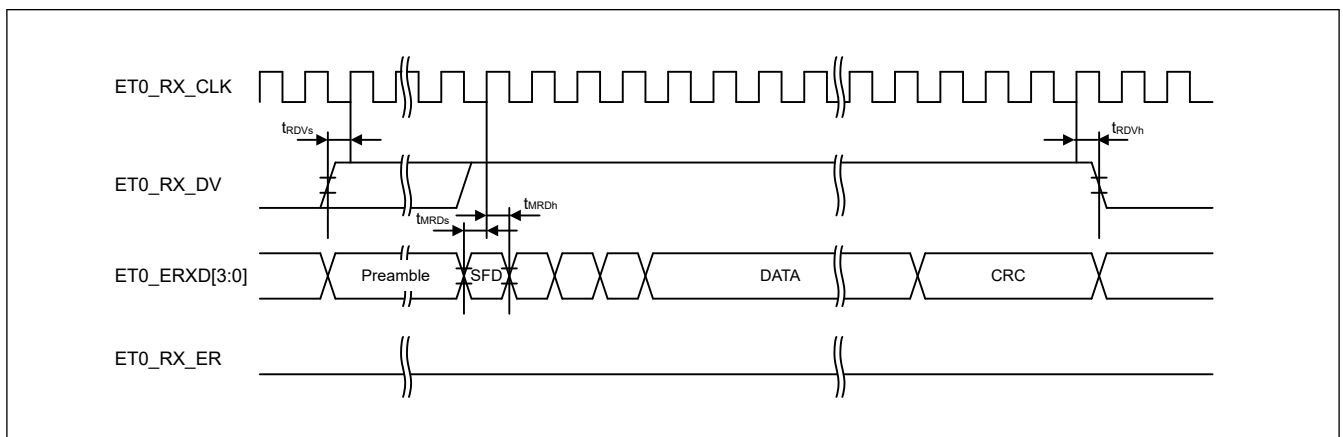 ET0_RX_CLK
tRDVs
tRDVh
ET0_RX_DV
tMRDs
tMRDh
ET0_ERXD[3:0]
Preamble
SFD
DATA
CRC
ET0_RX_ER